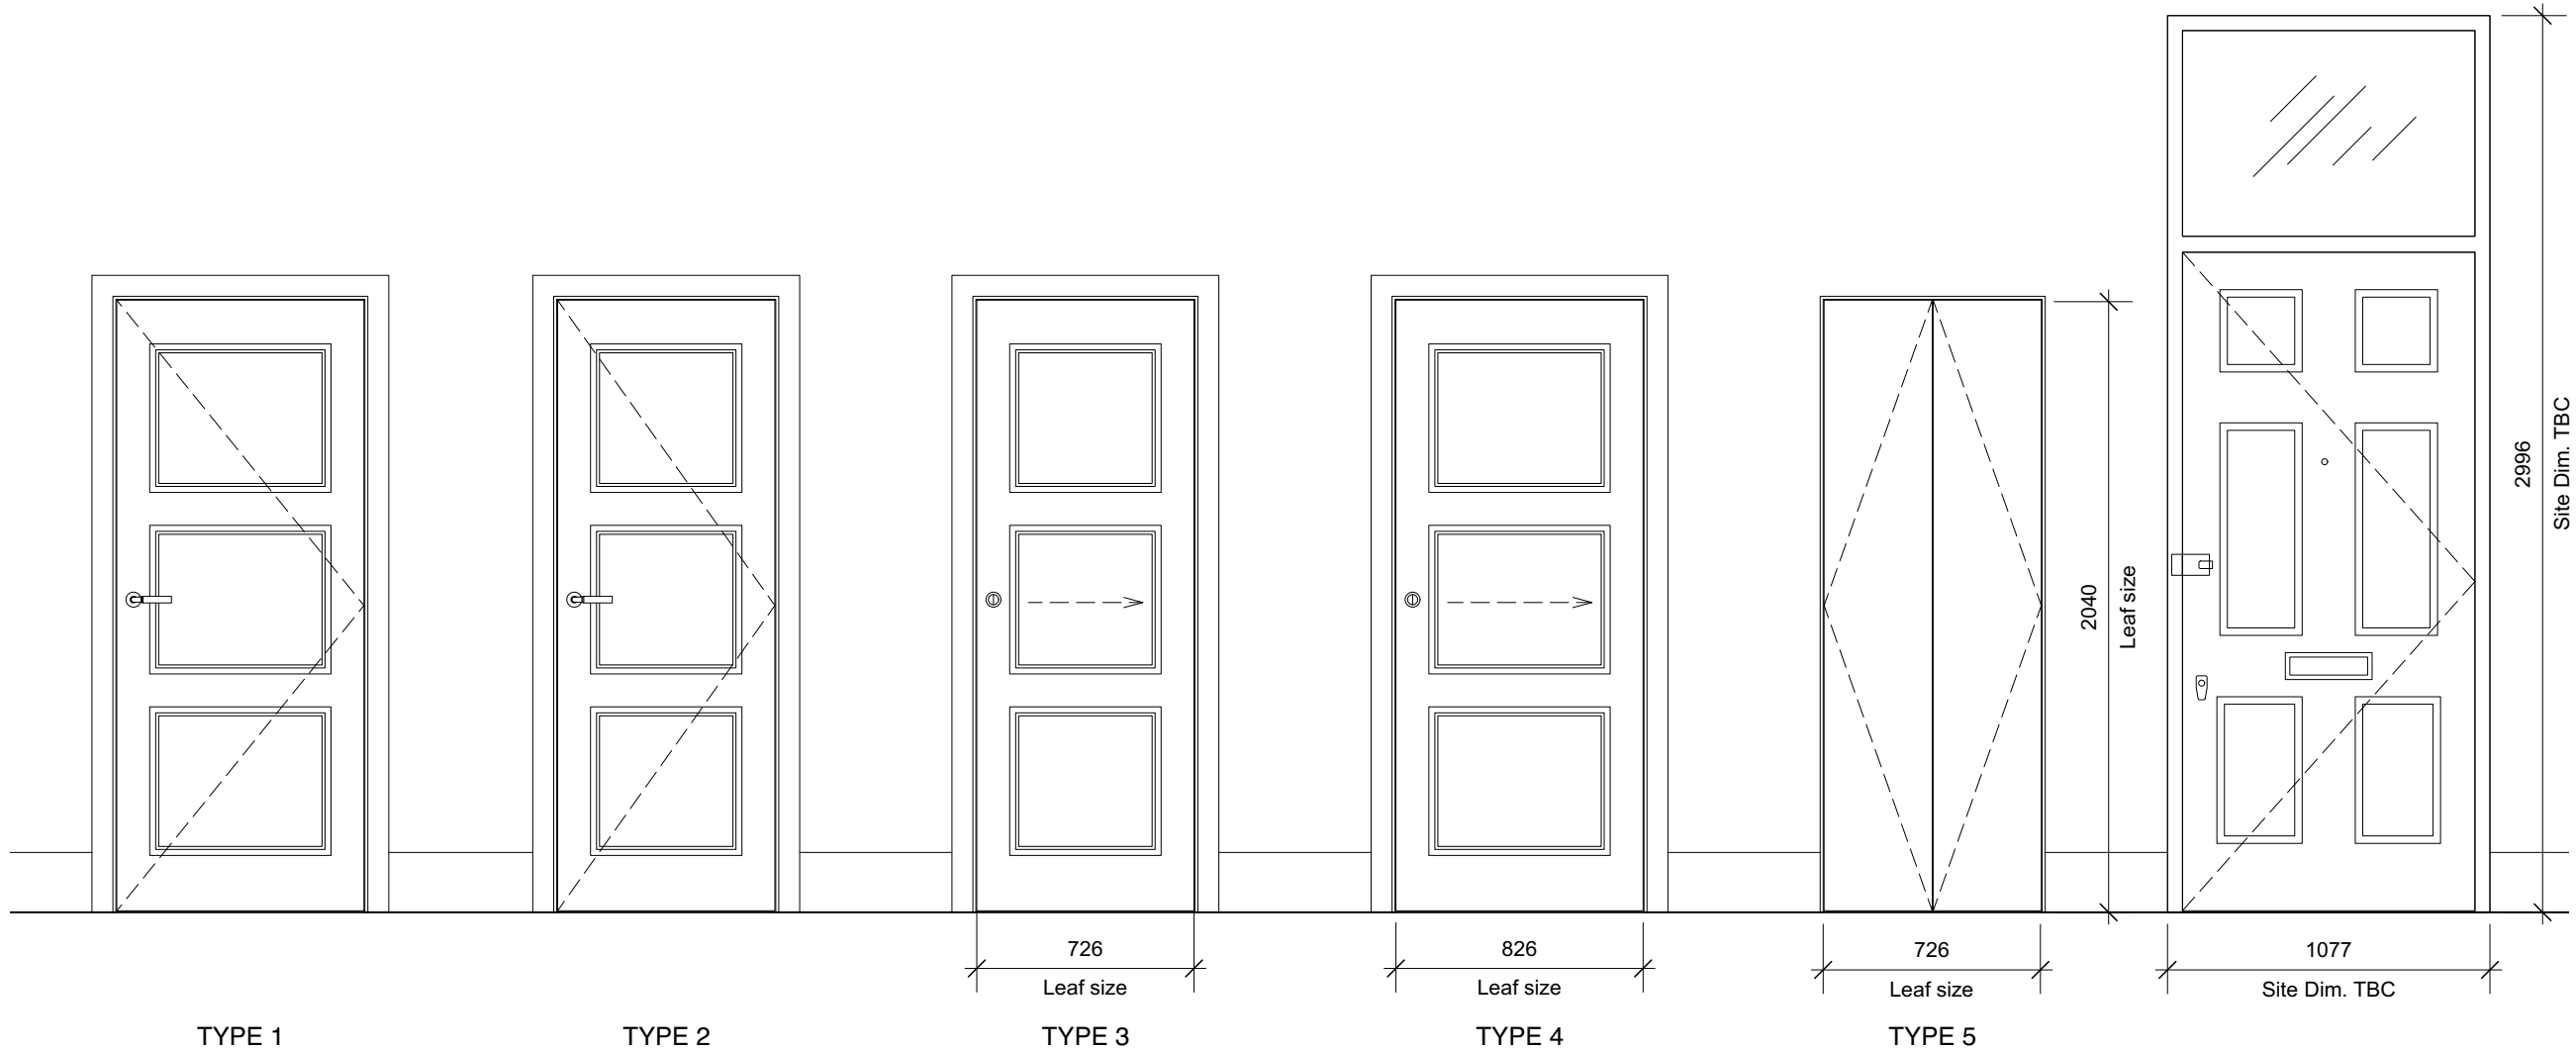 2996
Site Dim. TBC
2040
Leaf size
726
Leaf size
826
Leaf size
726
Leaf size
1077
Site Dim. TBC
TYPE 1
TYPE 2
TYPE 3
TYPE 4
TYPE 5